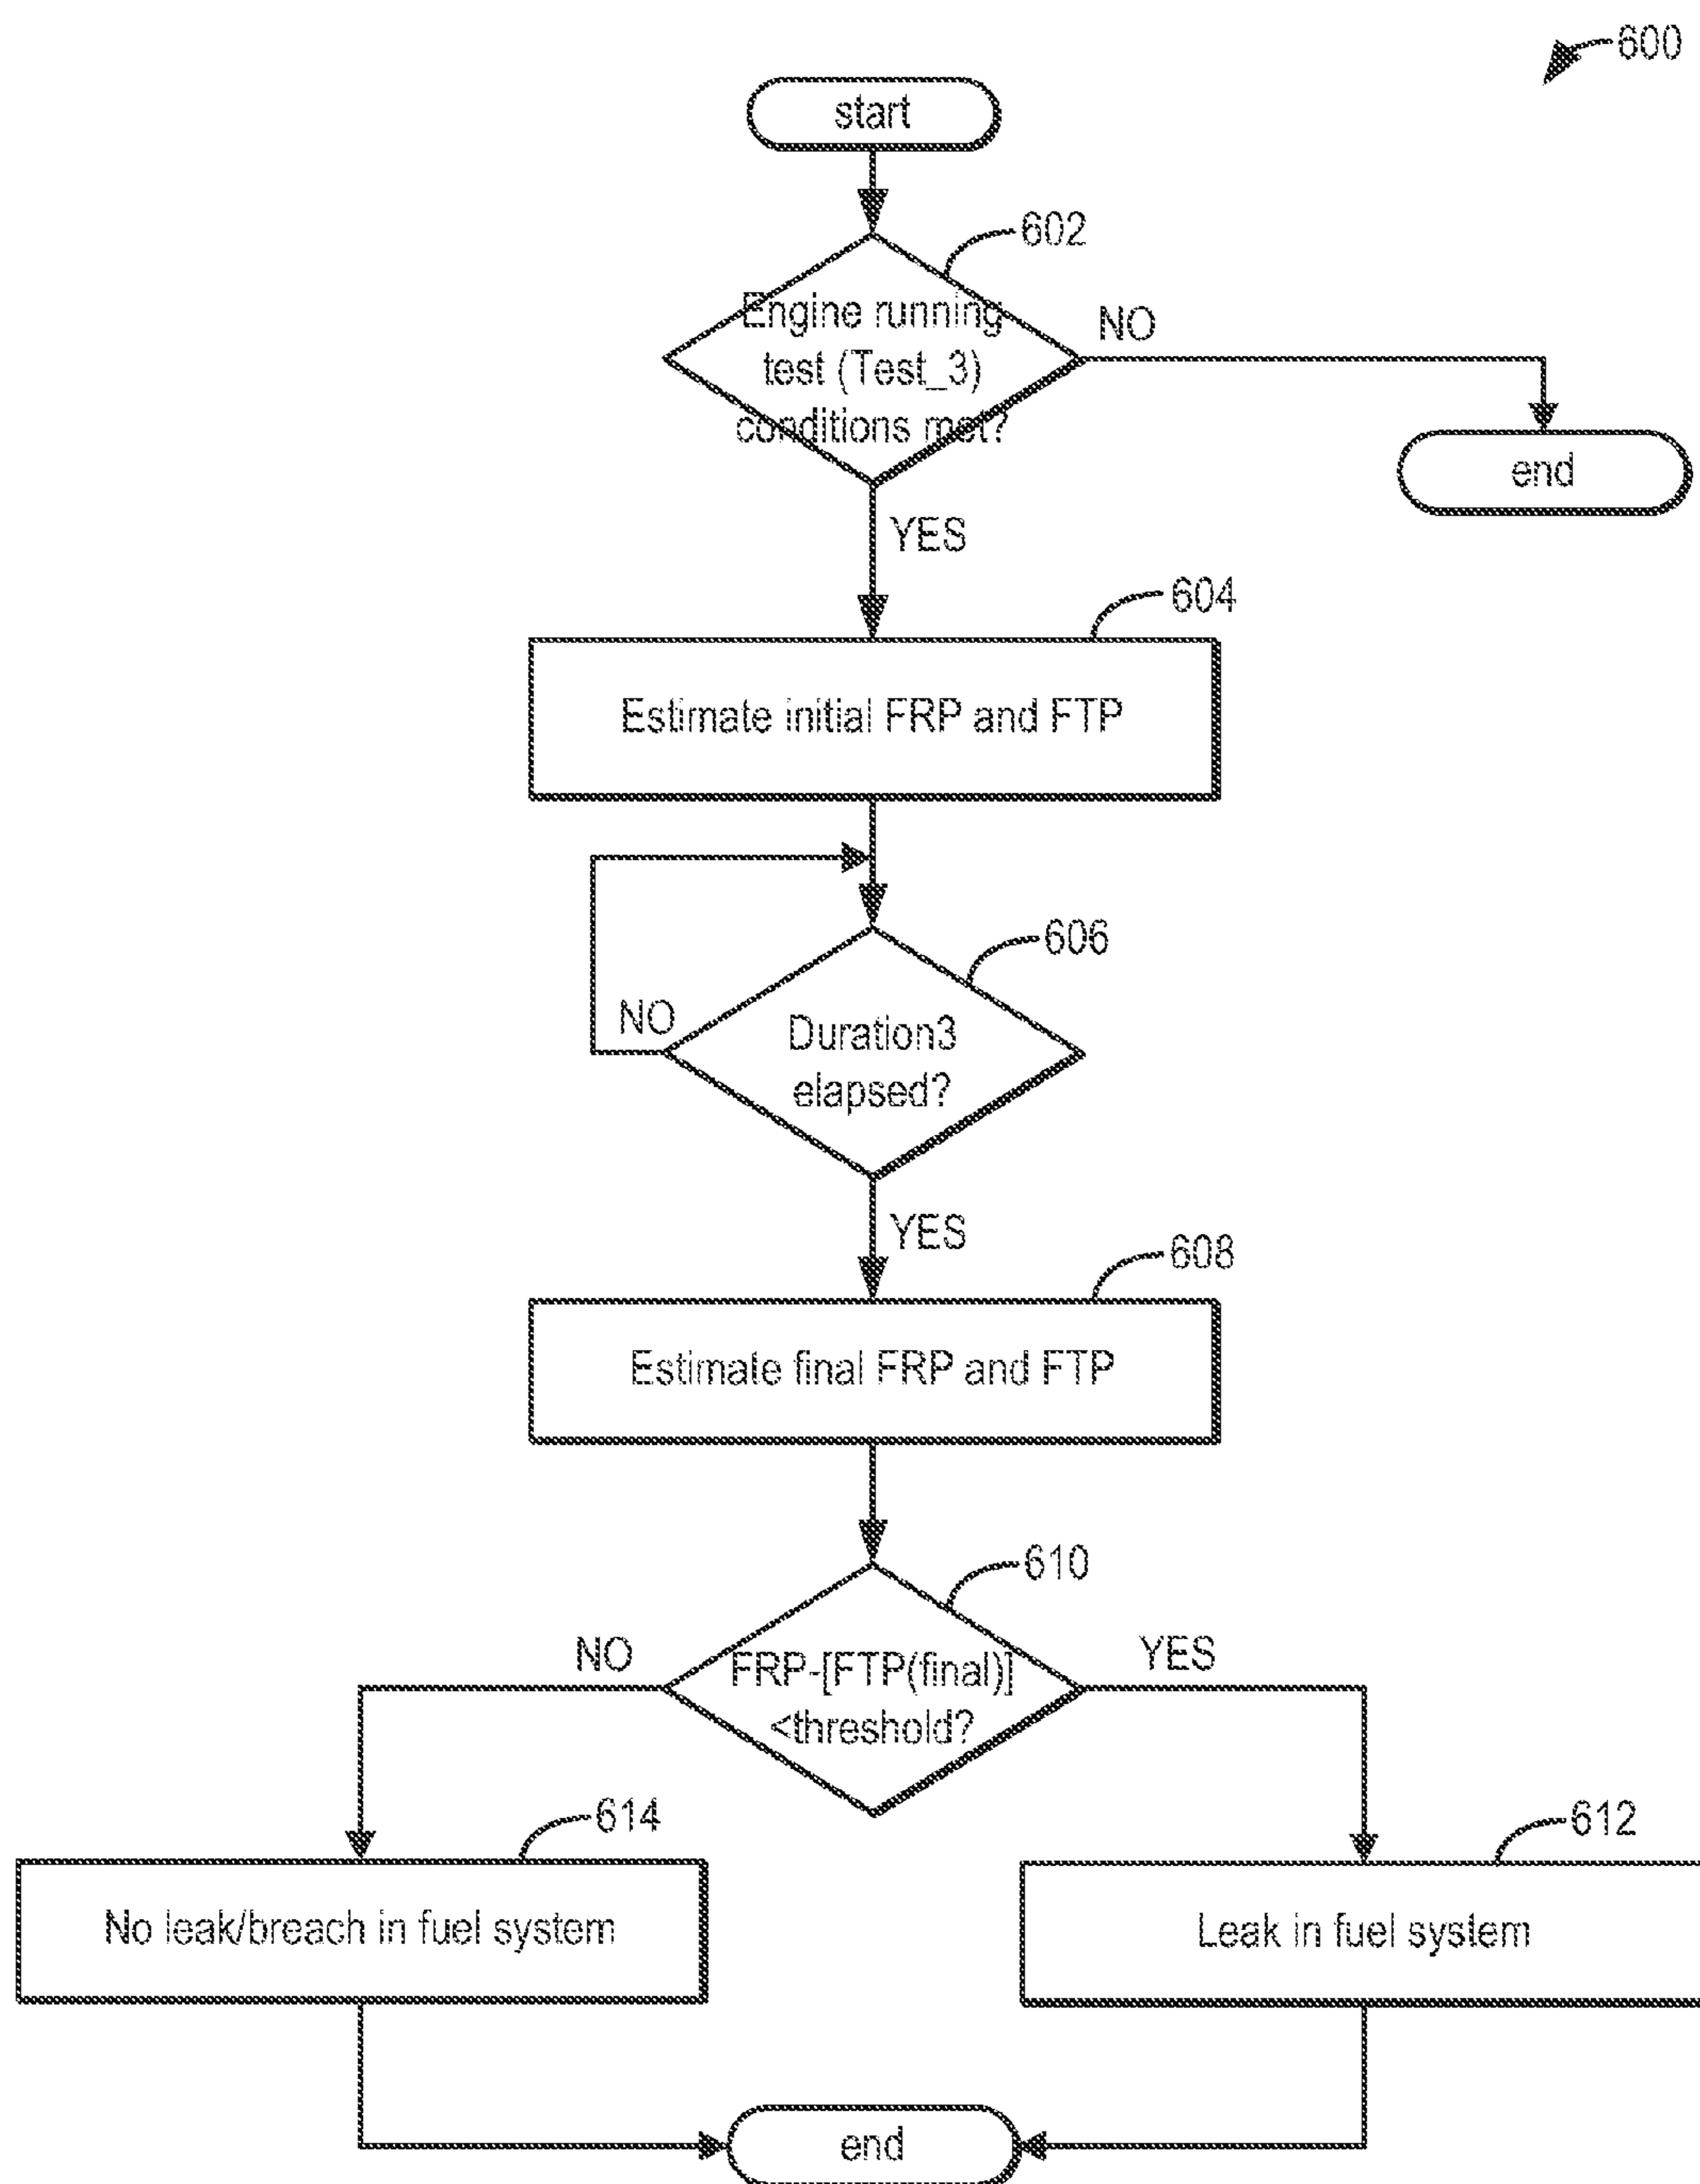 600
start
602
Engine running
test (Test_3)
conditions met?
NO
end
YES
604
Estimate initial FRP and FTP
606
NO
Duration3
elapsed?
YES
608
Estimate final FRP and FTP
610
NO
FRP-[FTP(final)]
<threshold?
YES
614
612
No leak/breach in fuel system
Leak in fuel system
end